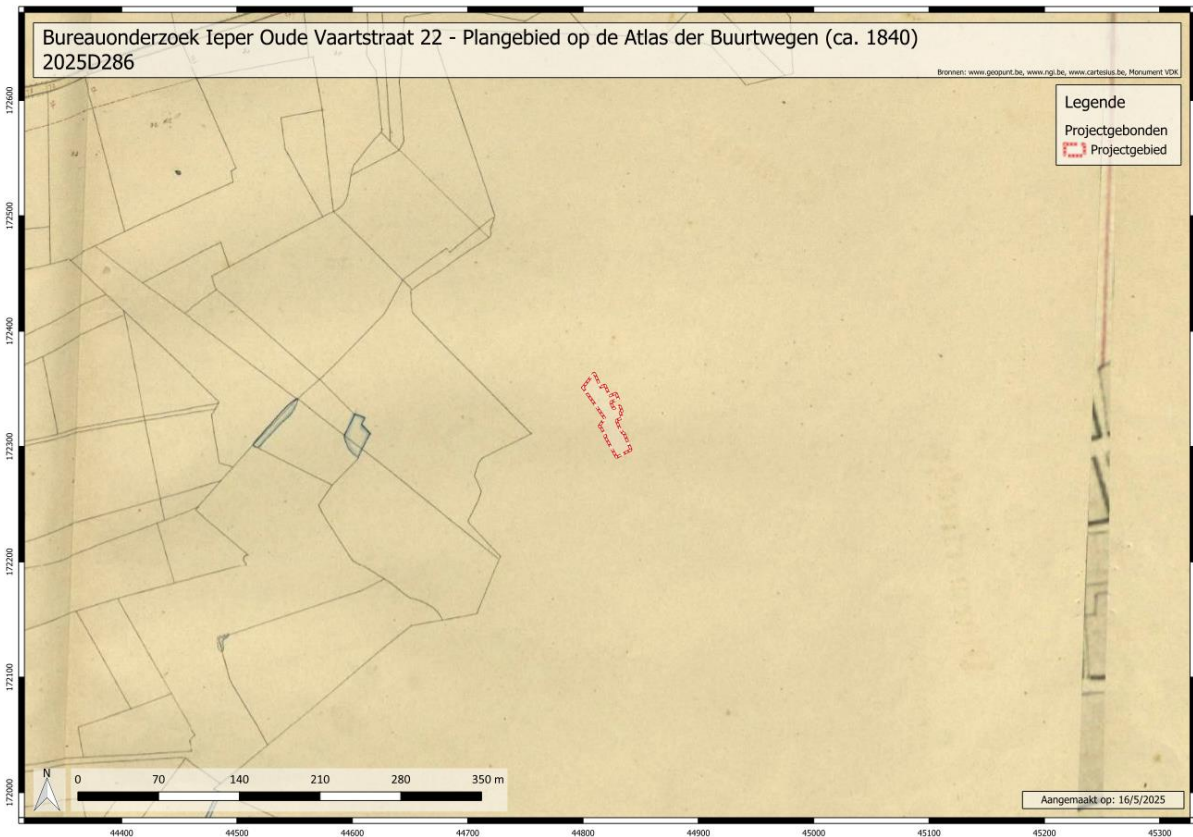 Bureauonderzoek Ieper Oude Vaartstraat 22 - Plangebied op de Atlas der Buurtwegen (ca. 1840)
2025D286
Bronnen: www.geopunt.be, www.ngi.be, www.cartesius.be, Monument VDK
Legende
Projectgebonden
Projectgebied
172600
172500
172400
172300
172200
172100
172000
N
0 70 140 210 280 350 m
Aangemaakt op: 16/5/2025
44400 44500 44600 44700 44800 44900 45000 45100 45200 45300